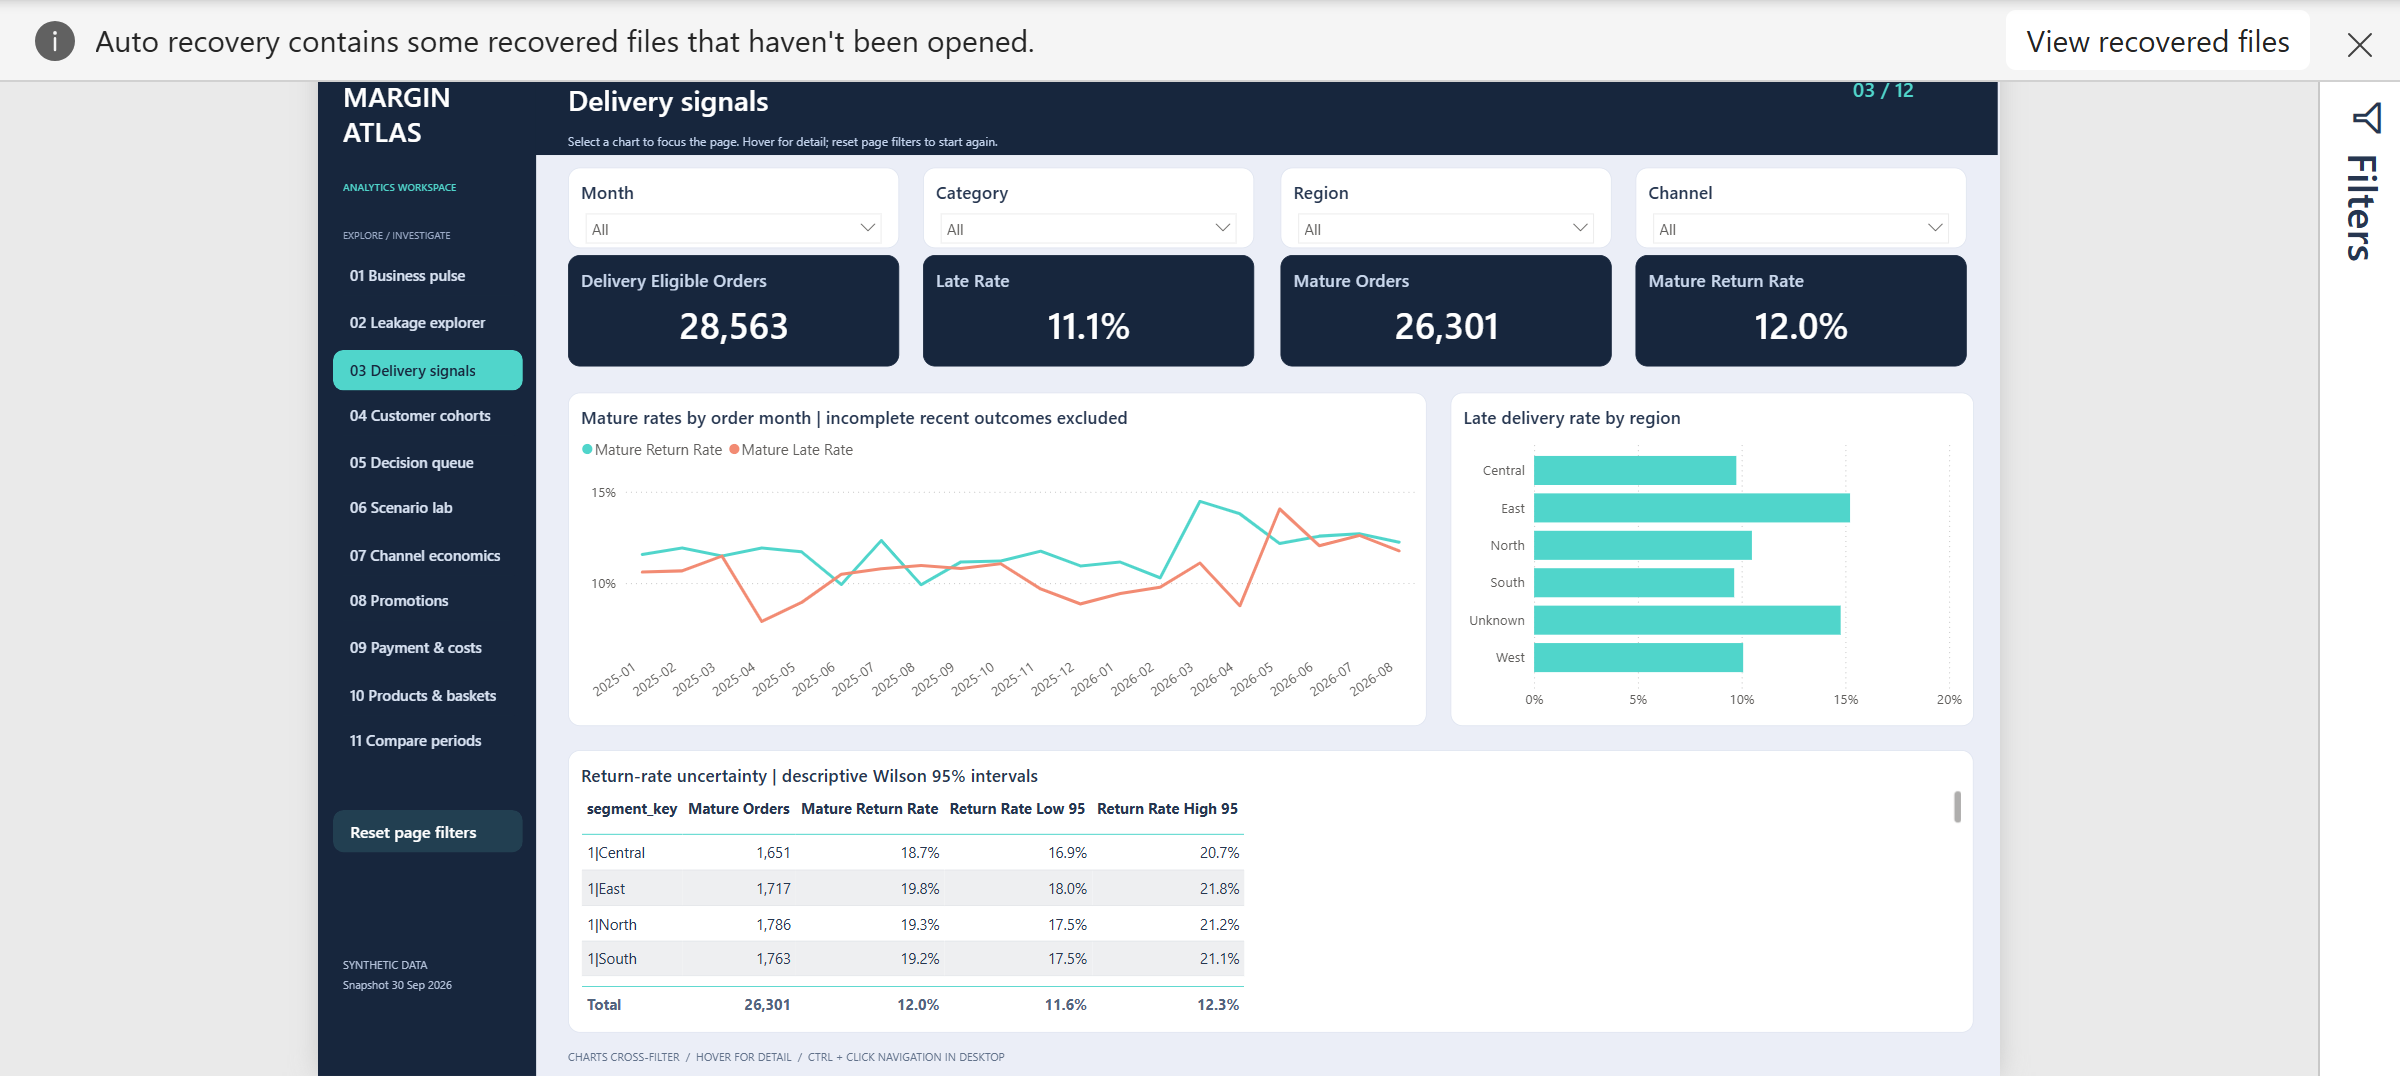 Auto recovery contains some recovered files that haven't been opened.
View recovered files
MARGIN
ATLAS
ANALYTICS WORKSPACE
EXPLORE / INVESTIGATE
01 Business pulse
02 Leakage explorer
03 Delivery signals
04 Customer cohorts
05 Decision queue
06 Scenario lab
07 Channel economics
08 Promotions
09 Payment & costs
10 Products & baskets
11 Compare periods
Reset page filters
SYNTHETIC DATA
Snapshot 30 Sep 2026
Delivery signals
03 / 12
Select a chart to focus the page. Hover for detail; reset page filters to start again.
Month
All
Category
All
Region
All
Channel
All
Delivery Eligible Orders
28,563
Late Rate
11.1%
Mature Orders
26,301
Mature Return Rate
12.0%
Mature rates by order month | incomplete recent outcomes excluded
Mature Return Rate Mature Late Rate
15%
10%
2025-01 2025-02 2025-03 2025-04 2025-05 2025-06 2025-07 2025-08 2025-09 2025-10 2025-11 2025-12 2026-01 2026-02 2026-03 2026-04 2026-05 2026-06 2026-07 2026-08
Late delivery rate by region
Central
East
North
South
Unknown
West
0% 5% 10% 15% 20%
Return-rate uncertainty | descriptive Wilson 95% intervals
segment_key Mature Orders Mature Return Rate Return Rate Low 95 Return Rate High 95
1|Central 1,651 18.7% 16.9% 20.7%
1|East 1,717 19.8% 18.0% 21.8%
1|North 1,786 19.3% 17.5% 21.2%
1|South 1,763 19.2% 17.5% 21.1%
Total 26,301 12.0% 11.6% 12.3%
CHARTS CROSS-FILTER / HOVER FOR DETAIL / CTRL + CLICK NAVIGATION IN DESKTOP
Filters